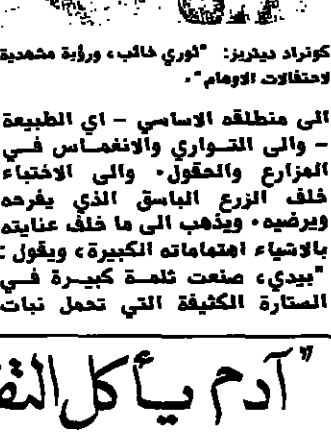 كونراد ديتريز: "ثوري خائب، ورؤية مشهدية
لاحتفالات الاوهام".
الى منطلقه الاساسي – اي الطبيعة
– والى التواري والانغماس في
المزارع والحقول. والى الاختباء
خلف الزرع الباسق الذي يفرحه
ويرضيه. ويذهب الى ما خلف عنايته
بالاشياء اهتماماته الكبيرة، ويقول:
"بيدي، صنعت ثلمة كبيرة في
الستارة الكثيفة التي تحمل نبات
"آدم يأكل